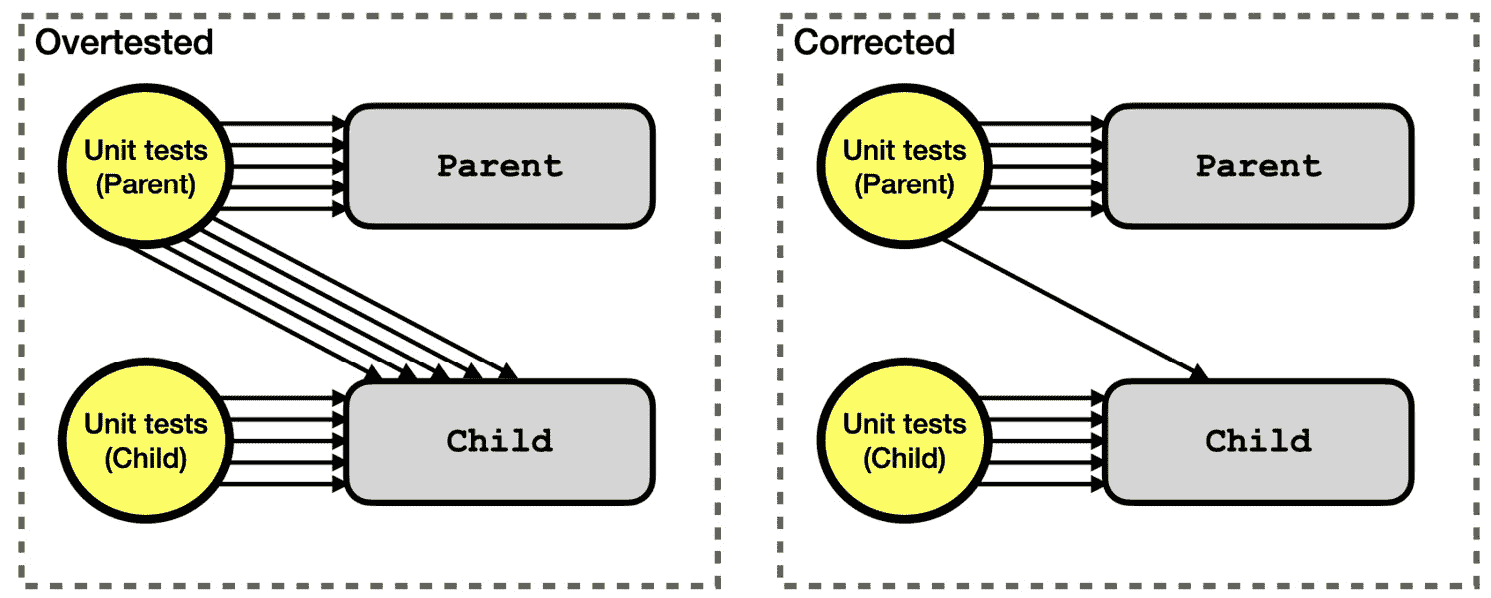 Overtested
Unit tests
(Parent)
Parent
Unit tests
(Child)
Child
Corrected
Unit tests
(Parent)
Parent
Unit tests
(Child)
Child